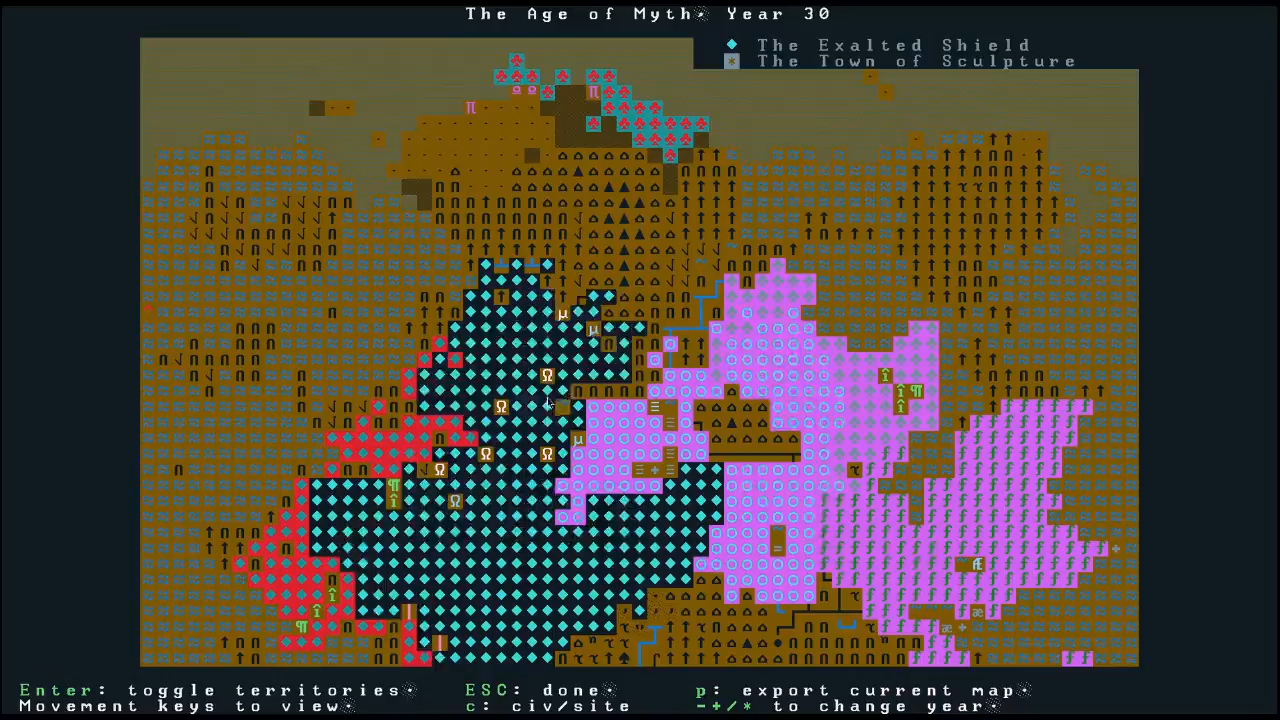 The Age of Myth, Year 30
The Exalted Shield
The Town of Sculpture
Enter: toggle territories. ESC: done. p: export current map.
Movement keys to view. c: civ/site -+/* to change year.